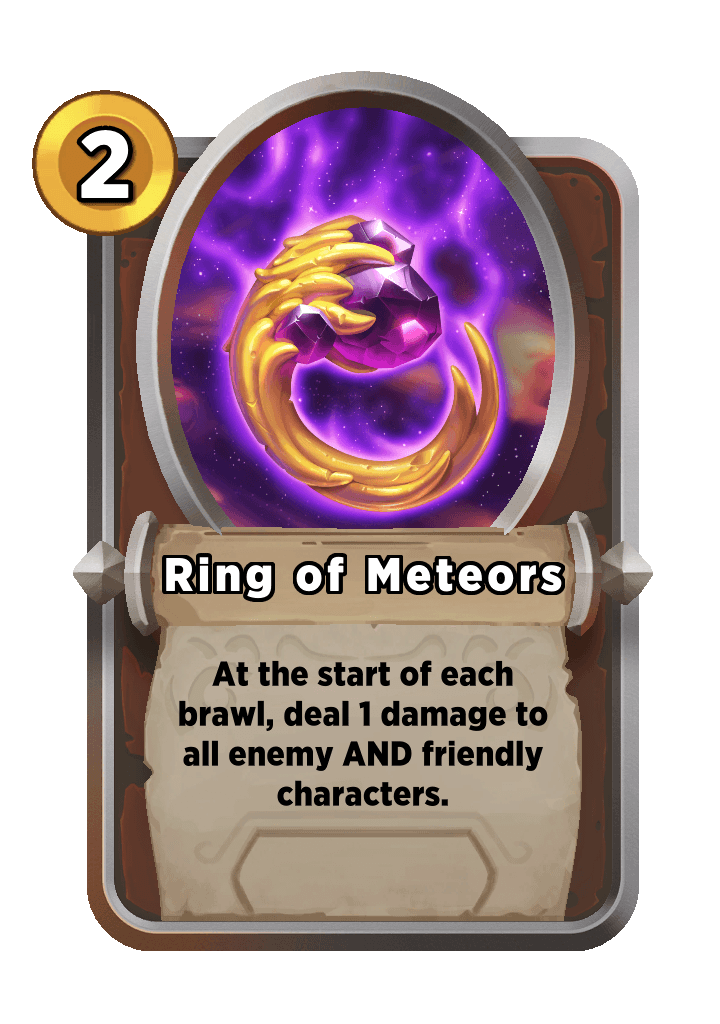 2
Ring of Meteors
At the start of each
brawl, deal 1 damage to
all enemy AND friendly
characters.